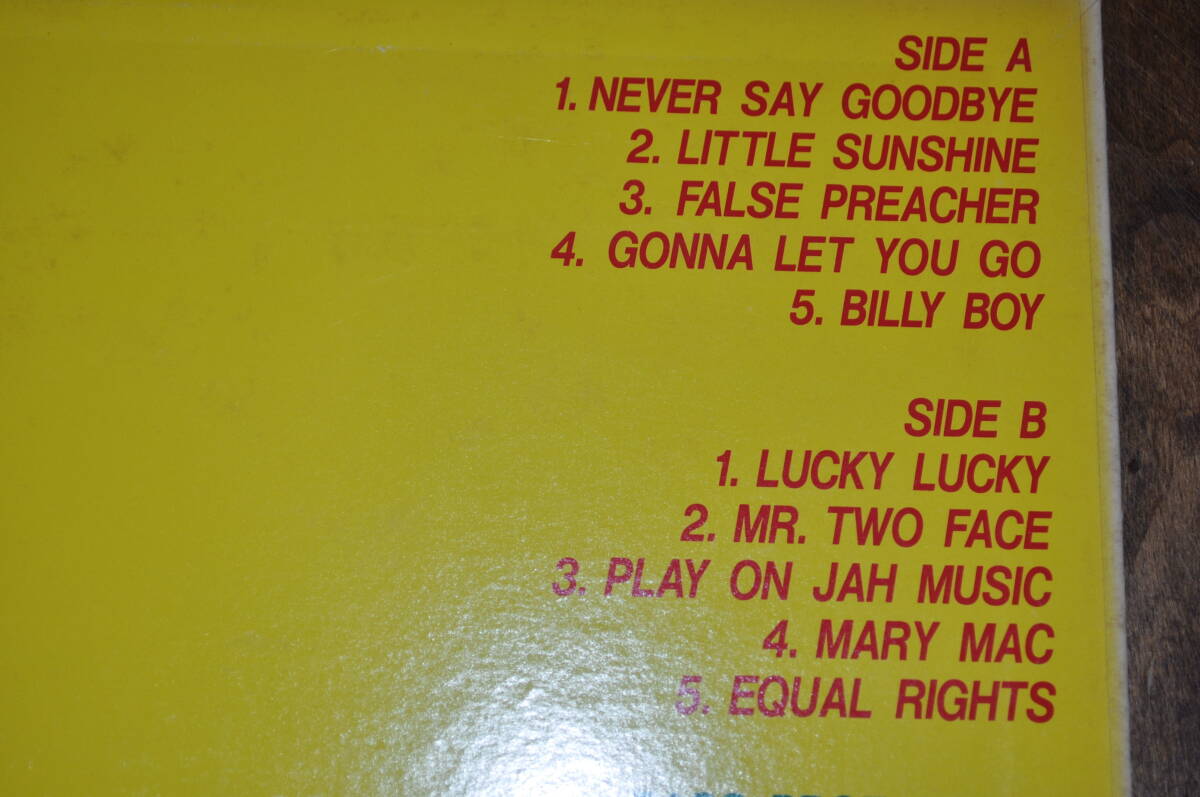 SIDE A
1. NEVER SAY GOODBYE
2. LITTLE SUNSHINE
3. FALSE PREACHER
4. GONNA LET YOU GO
5. BILLY BOY
SIDE B
1. LUCKY LUCKY
2. MR. TWO FACE
3. PLAY ON JAH MUSIC
4. MARY MAC
5. EQUAL RIGHTS